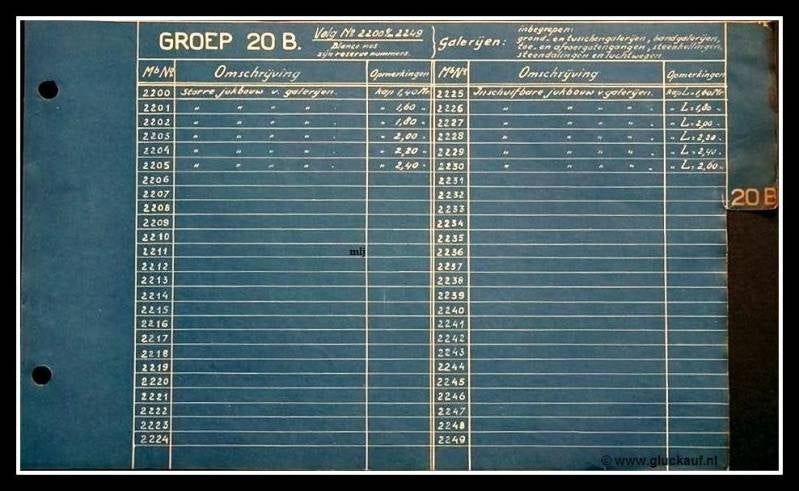 GROEP 20 B.
Volg Nº 2200 t/m 2249
Blanco nos
zijn reserve nummers.
Galerijen:
inbegrepen:
grond- en tusschengalerijen, bandgalerijen,
toe- en afvoergatengangen, steenhellingen,
steendalingen en luchtwegen.
Mb Nº Omschrijving Opmerkingen Mb Nº Omschrijving Opmerkingen
2200 Starre jukbouw v. galerijen. kap 1,40 Mr 2225 Inschuifbare jukbouw v galerijen. kap L=1,60 Mr
2201 " " " " . " 1,60 " 2226 " " " " . " L=1,80 "
2202 " " " " . " 1,80 " 2227 " " " " . " L=2,00 "
2203 " " " " . " 2,00 " 2228 " " " " . " L=2,20 "
2204 " " " " . " 2,20 " 2229 " " " " . " L=2,40 "
2205 " " " " . " 2,40 " 2230 " " " " . " L=2,60 "
2206 2231
2207 2232
2208 2233
2209 2234
2210 2235
2211 mlj 2236
2212 2237
2213 2238
2214 2239
2215 2240
2216 2241
2217 2242
2218 2243
2219 2244
2220 2245
2221 2246
2222 2247
2223 2248
2224 2249
20 B
© www.gluckauf.nl